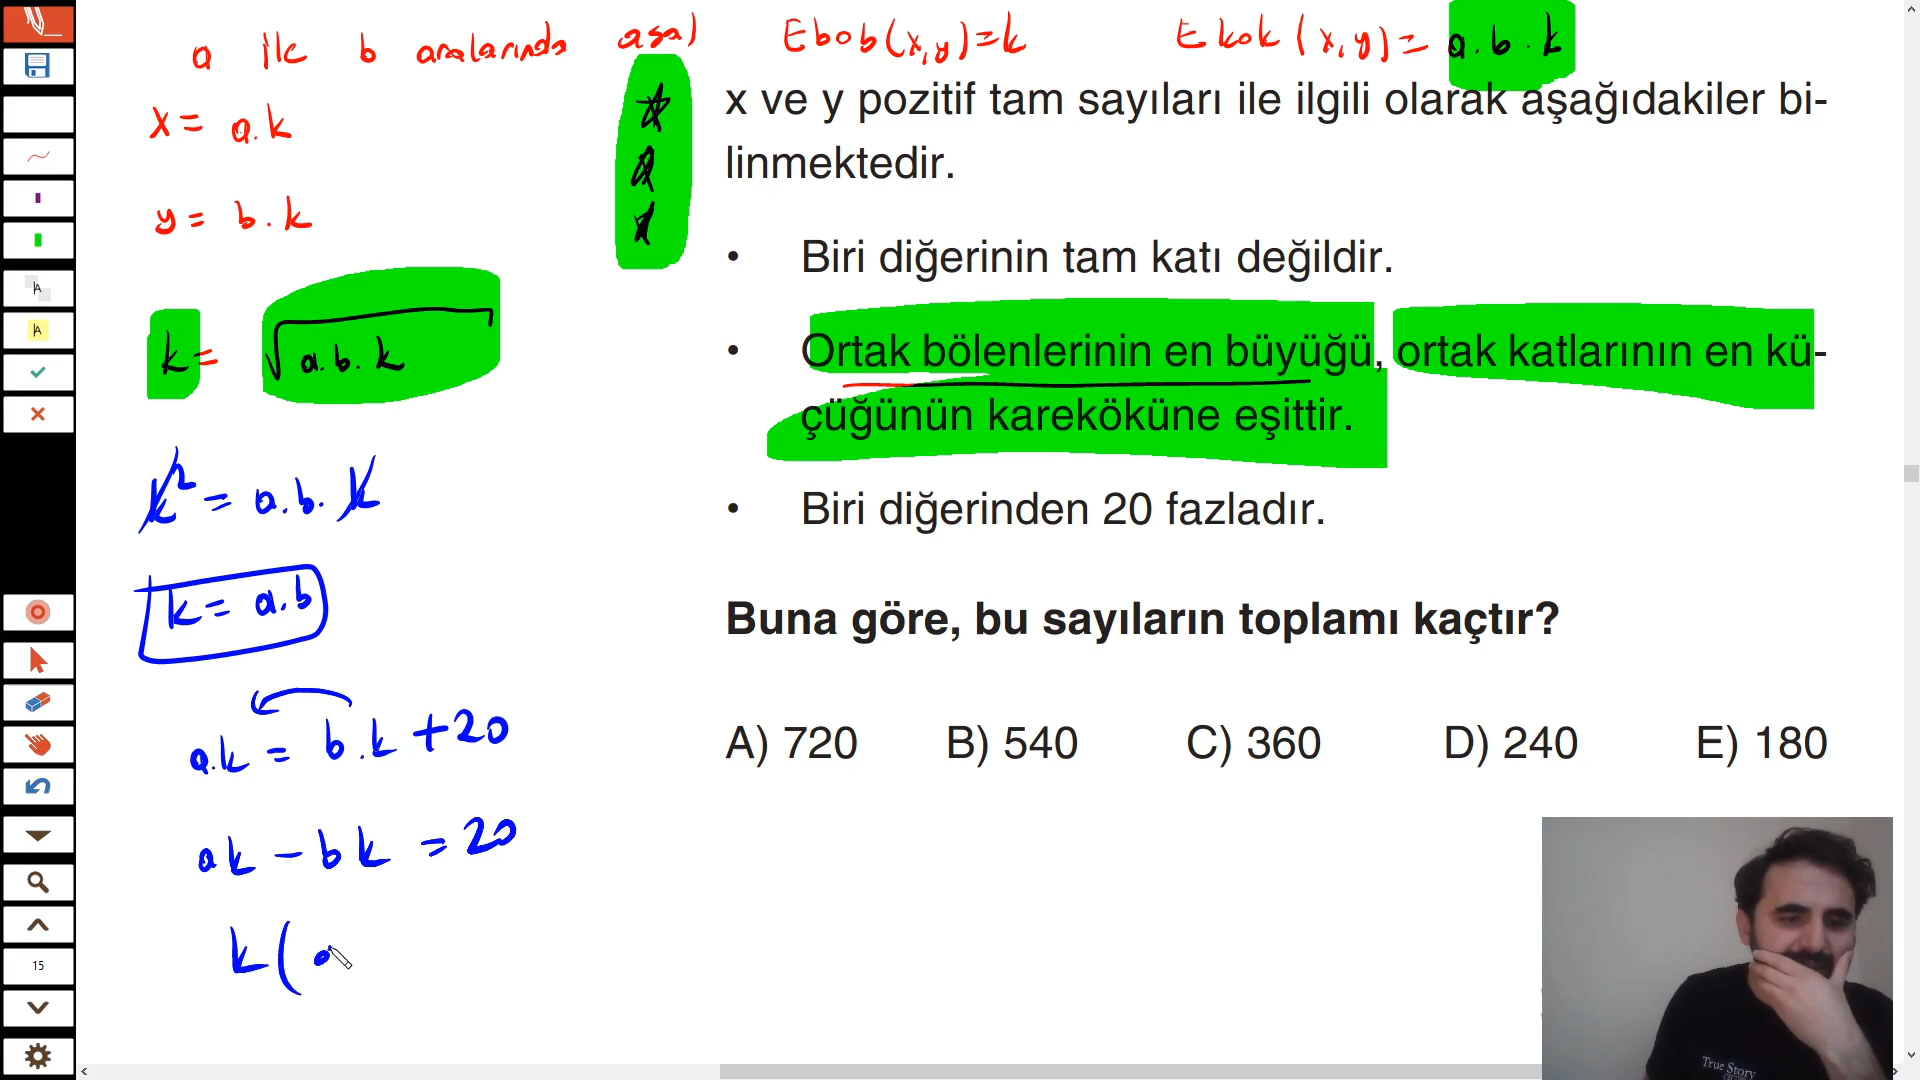 a ile b aralarında asal
Ebob(x,y)=k
Ekok(x,y)= a.b.k
x= a.k
y= b.k
k= √a.b.k
k² = a.b.k
k = a.b
a.k = b.k +20
ak - bk = 20
k(a
x ve y pozitif tam sayıları ile ilgili olarak aşağıdakiler bi-
linmektedir.
• Biri diğerinin tam katı değildir.
• Ortak bölenlerinin en büyüğü, ortak katlarının en kü-
çüğünün kareköküne eşittir.
• Biri diğerinden 20 fazladır.
Buna göre, bu sayıların toplamı kaçtır?
A) 720 B) 540 C) 360 D) 240 E) 180
A
A
15
True Story